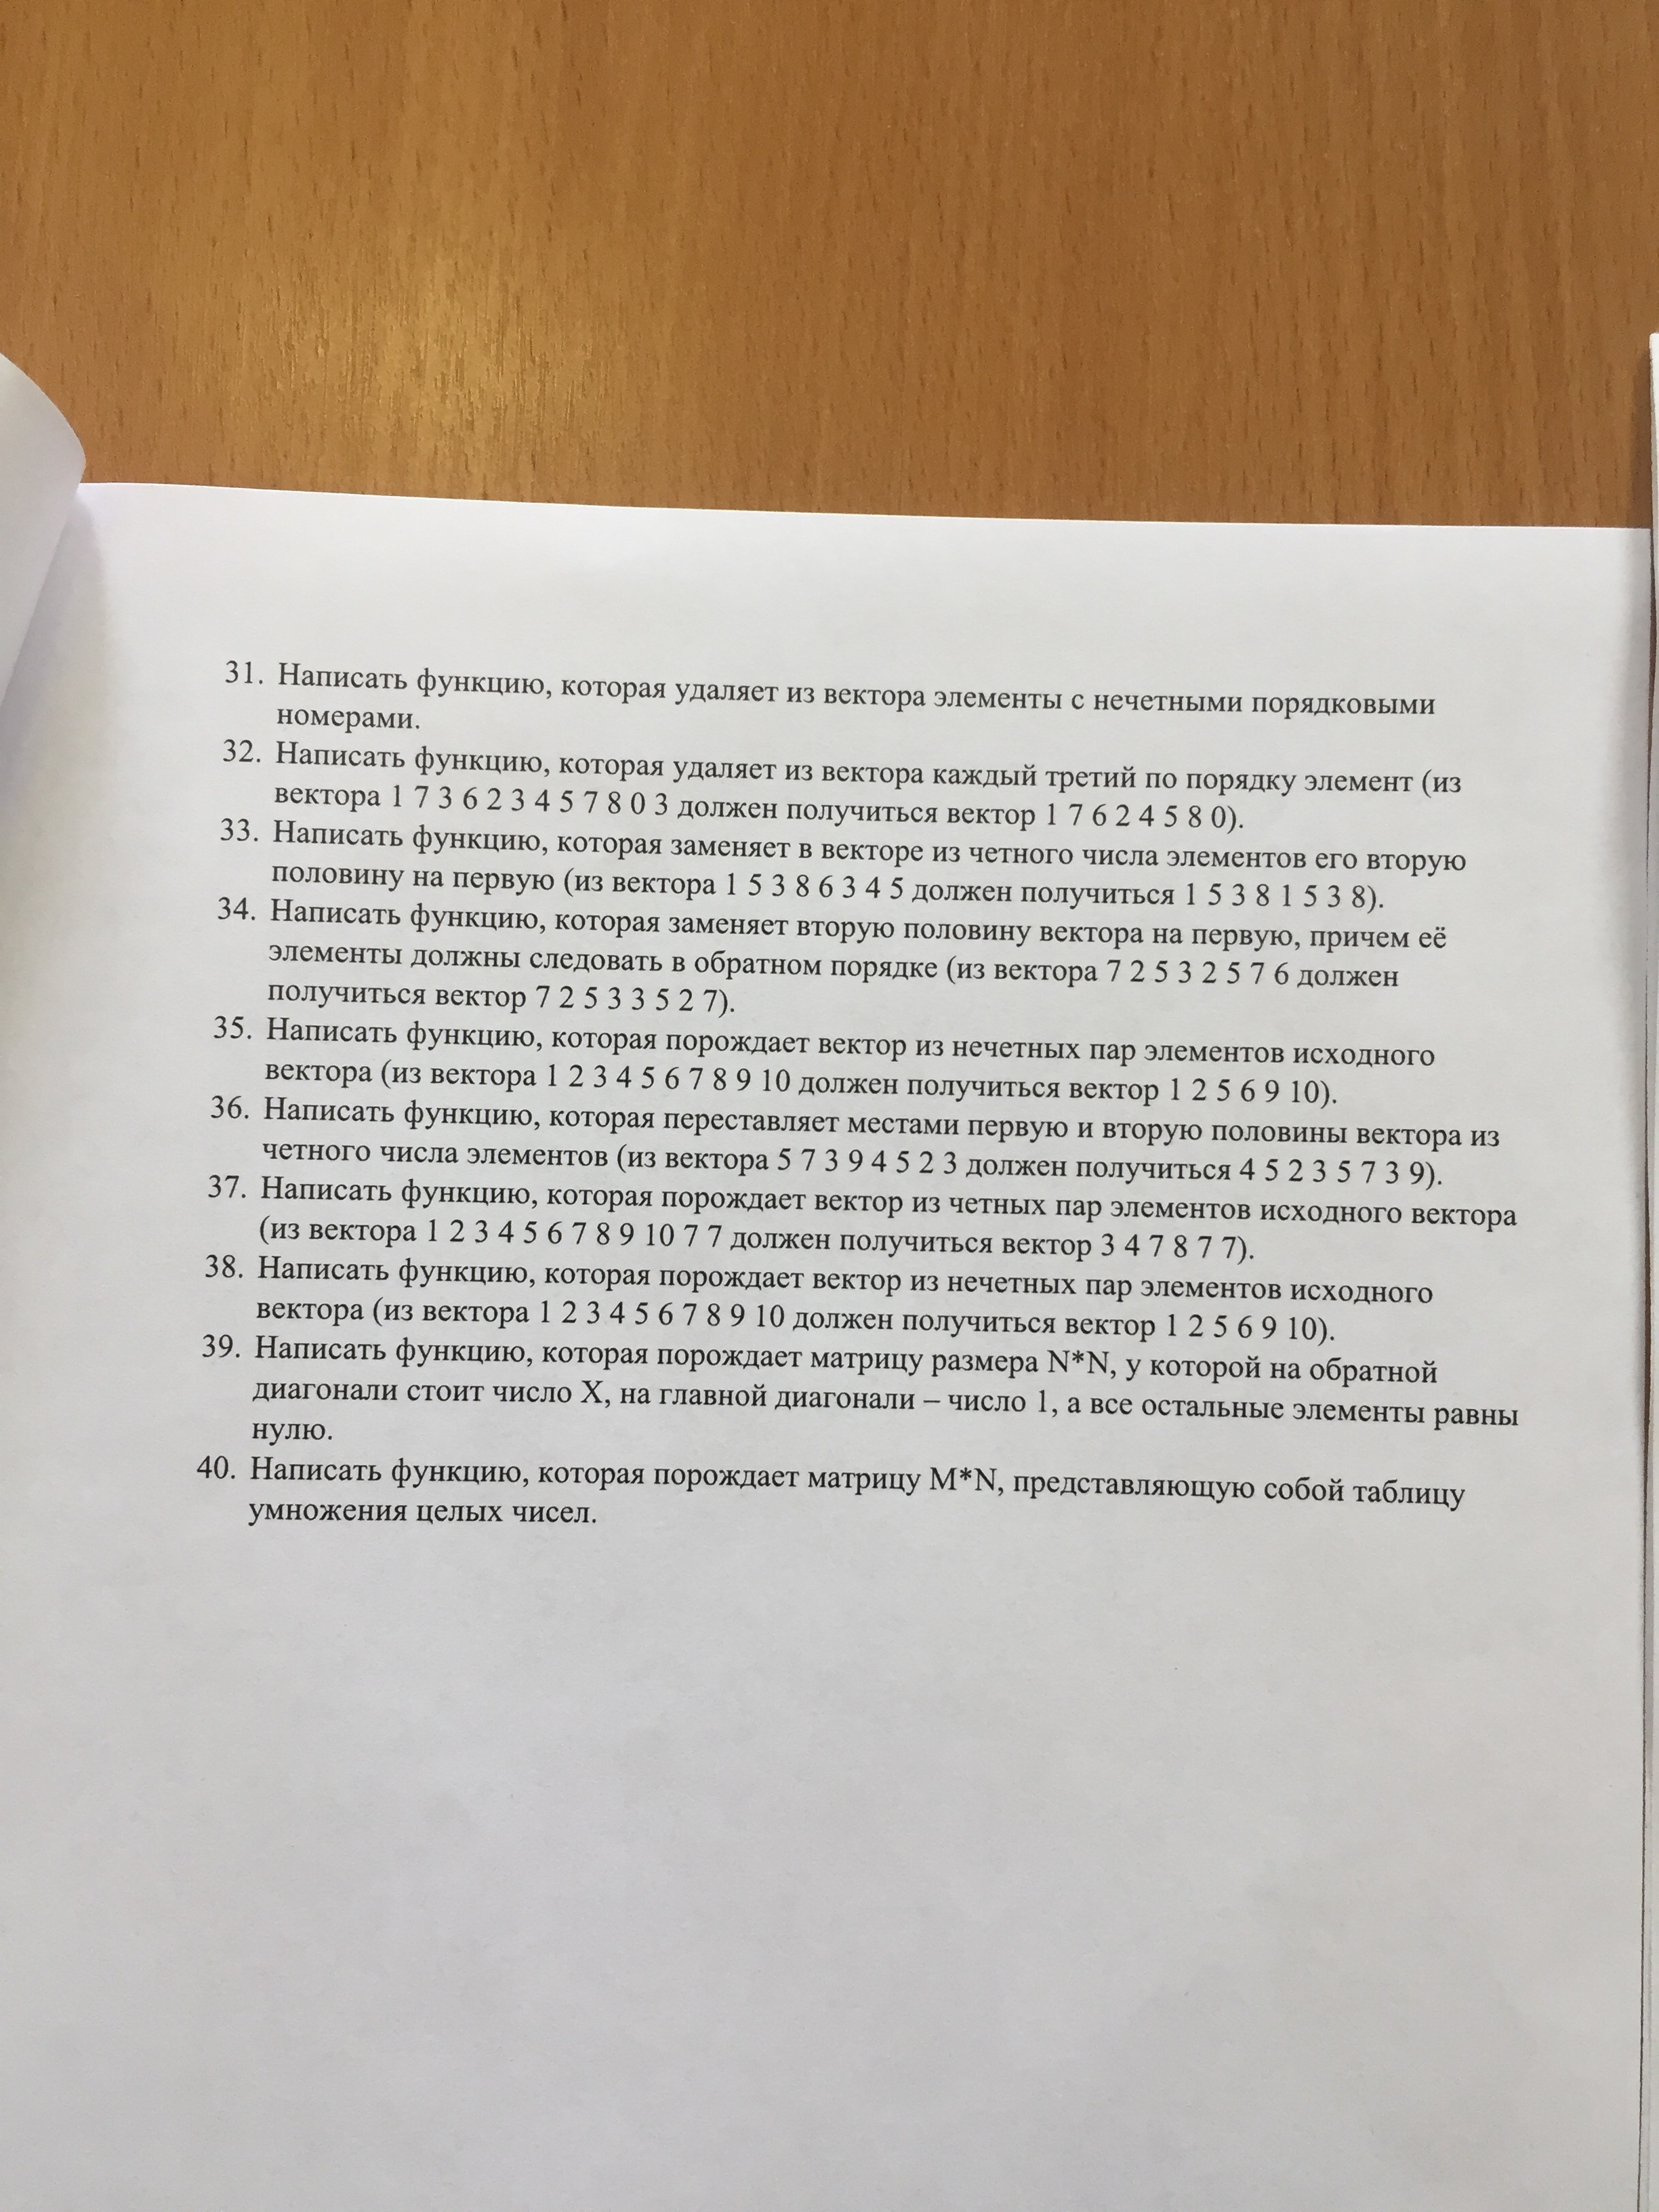 31. Написать функцию, которая удаляет из вектора элементы с нечетными порядковыми
номерами.
32. Написать функцию, которая удаляет из вектора каждый третий по порядку элемент (из
вектора 1 7 3 6 2 3 4 5 7 8 0 3 должен получиться вектор 1 7 6 2 4 5 8 0).
33. Написать функцию, которая заменяет в векторе из четного числа элементов его вторую
половину на первую (из вектора 1 5 3 8 6 3 4 5 должен получиться 1 5 3 8 1 5 3 8).
34. Написать функцию, которая заменяет вторую половину вектора на первую, причем её
элементы должны следовать в обратном порядке (из вектора 7 2 5 3 2 5 7 6 должен
получиться вектор 7 2 5 3 3 5 2 7).
35. Написать функцию, которая порождает вектор из нечетных пар элементов исходного
вектора (из вектора 1 2 3 4 5 6 7 8 9 10 должен получиться вектор 1 2 5 6 9 10).
36. Написать функцию, которая переставляет местами первую и вторую половины вектора из
четного числа элементов (из вектора 5 7 3 9 4 5 2 3 должен получиться 4 5 2 3 5 7 3 9).
37. Написать функцию, которая порождает вектор из четных пар элементов исходного вектора
(из вектора 1 2 3 4 5 6 7 8 9 10 7 7 должен получиться вектор 3 4 7 8 7 7).
38. Написать функцию, которая порождает вектор из нечетных пар элементов исходного
вектора (из вектора 1 2 3 4 5 6 7 8 9 10 должен получиться вектор 1 2 5 6 9 10).
39. Написать функцию, которая порождает матрицу размера N*N, у которой на обратной
диагонали стоит число X, на главной диагонали – число 1, а все остальные элементы равны
нулю.
40. Написать функцию, которая порождает матрицу M*N, представляющую собой таблицу
умножения целых чисел.